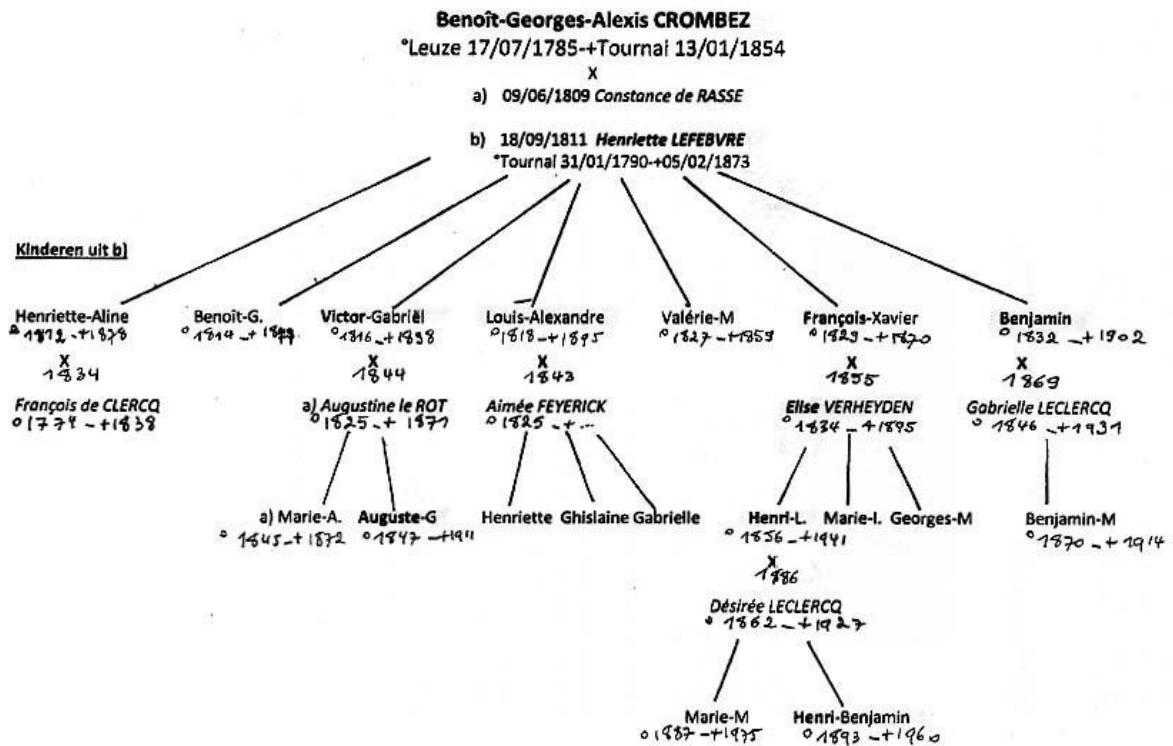 Benoît-Georges-Alexis CROMBEZ
°Leuze 17/07/1785-+Tournai 13/01/1854
X
a) 09/06/1809 Constance de RASSE
b) 18/09/1811 Henriette LEFEBVRE
°Tournai 31/01/1790-+05/02/1873
Kinderen uit b)
Henriette-Aline Benoît-G. Victor-Gabriël Louis-Alexandre Valérie-M François-Xavier Benjamin
°1812-+1878 °1814-+ °1816-+1898 °1818-+1895 °1827-+1859 °1829-+1870 °1832-+1902
X X X X X
1834 1844 1843 1855 1869
François de CLERCQ a) Augustine le ROT Aimée FEYERICK Elise VERHEYDEN Gabrielle LECLERCQ
°1774-+1838 °1825-+1871 °1825-+... °1834-+1895 °1846-+1931
a) Marie-A. Auguste-G Henriette Ghislaine Gabrielle Henri-L. Marie-I. Georges-M Benjamin-M
°1845-+1872 °1847-+1911 °1856-+1941 °1870-+1914
X
1886
Désirée LECLERCQ
°1862-+1927
Marie-M Henri-Benjamin
°1887-+1975 °1893-+1960